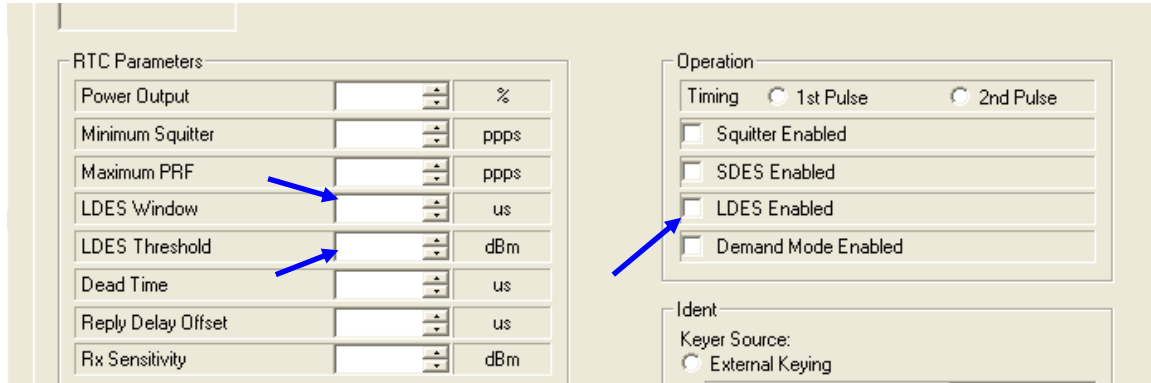 RTC Parameters
Power Output %
Minimum Squitter ppps
Maximum PRF ppps
LDES Window us
LDES Threshold dBm
Dead Time us
Reply Delay Offset us
Rx Sensitivity dBm
Operation
Timing 1st Pulse 2nd Pulse
Squitter Enabled
SDES Enabled
LDES Enabled
Demand Mode Enabled
Ident
Keyer Source:
External Keying